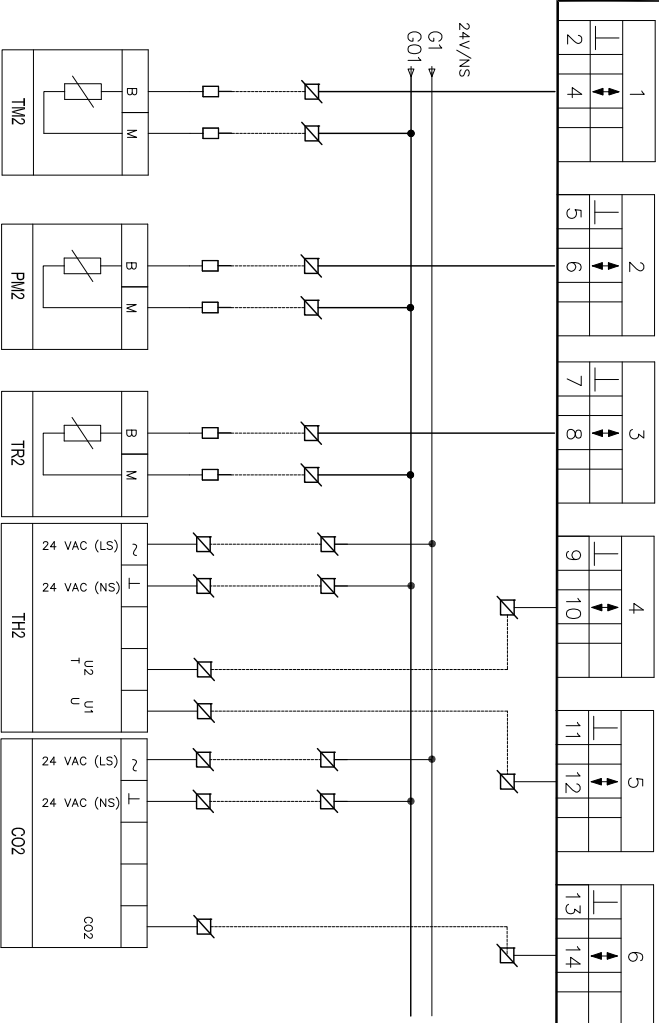 1 2 3 4 5 6
2 4 5 6 7 8 9 10 11 12 13 14
24V/NS
G1
G01
B M B M B M
24 VAC (LS)
24 VAC (NS)
U2
T
U1
U
24 VAC (LS)
24 VAC (NS)
CO2
TM2 PM2 TR2 TH2 CO2